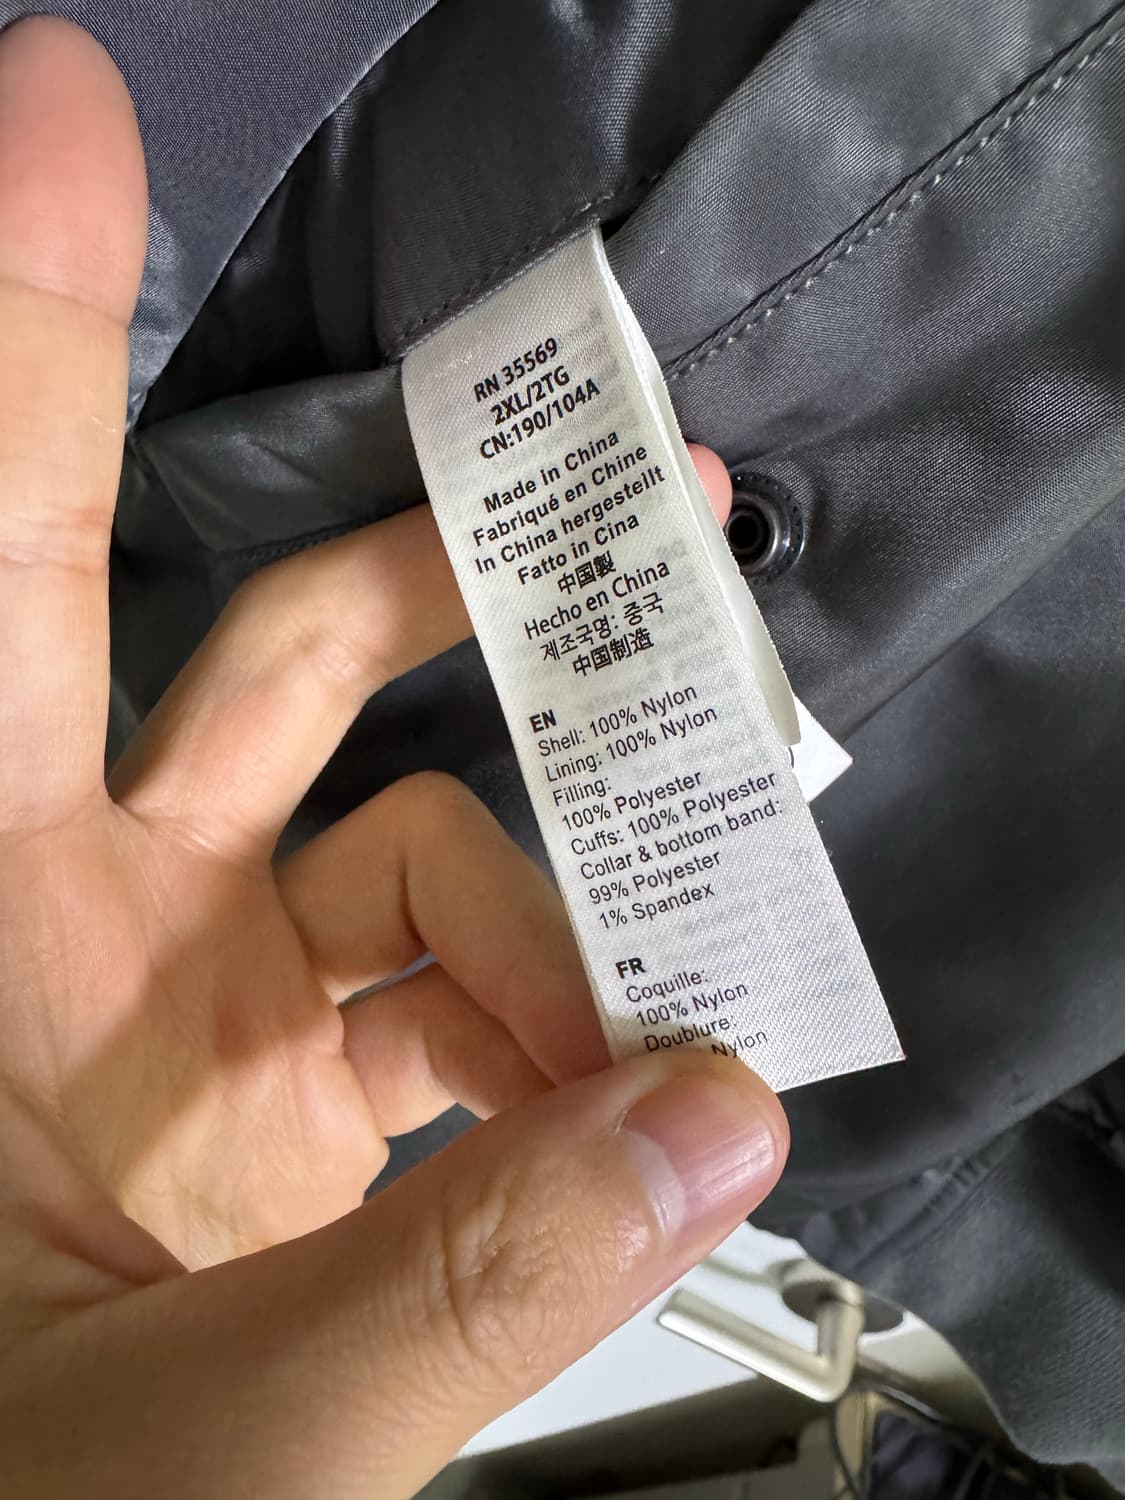 RN 35569
2XL/2TG
CN:190/104A
Made in China
Fabriqué en Chine
In China hergestellt
Fatto in Cina
中国製
Hecho en China
제조국명: 중국
中国制造
EN
Shell: 100% Nylon
Lining: 100% Nylon
Filling:
100% Polyester
Cuffs: 100% Polyester
Collar & bottom band:
99% Polyester
1% Spandex
FR
Coquille:
100% Nylon
Doublure:
Nylon